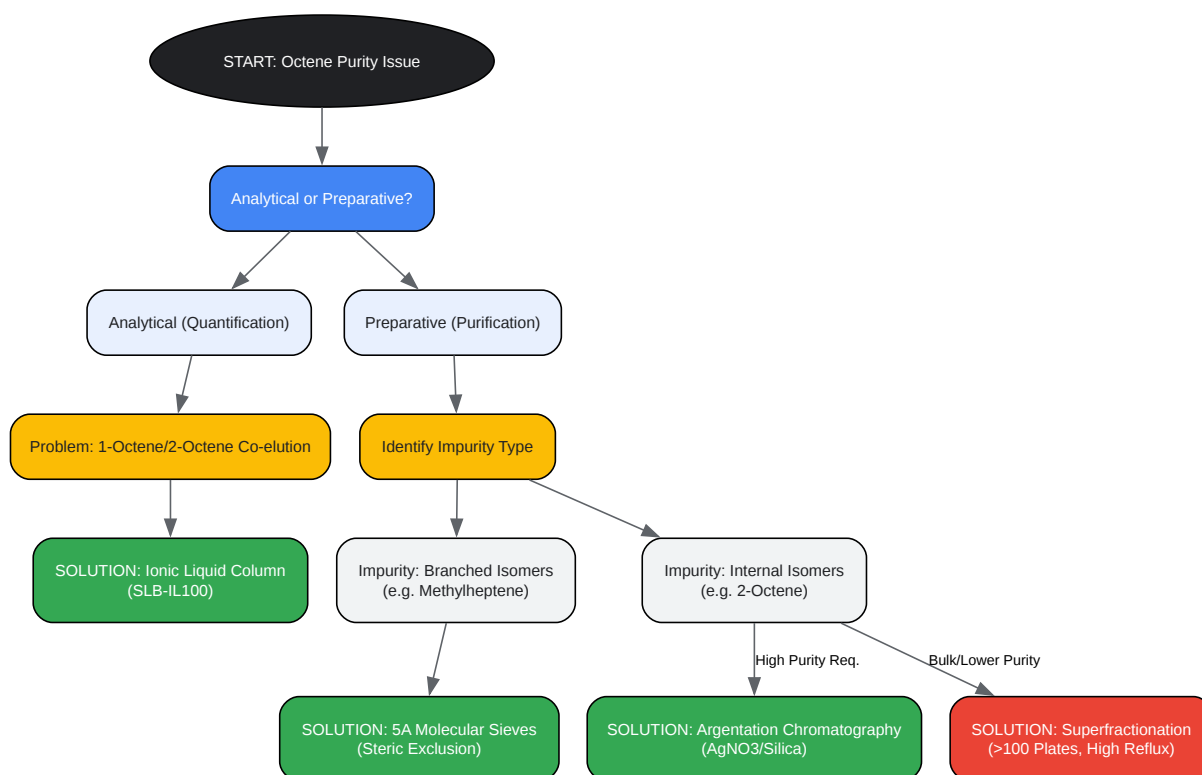 START: Octene Purity Issue
Analytical or Preparative?
Analytical (Quantification)
Preparative (Purification)
Problem: 1-Octene/2-Octene Co-elution
Identify Impurity Type
SOLUTION: Ionic Liquid Column
(SLB-IL100)
Impurity: Branched Isomers
(e.g. Methylheptene)
Impurity: Internal Isomers
(e.g. 2-Octene)
High Purity Req.
Bulk/Lower Purity
SOLUTION: 5A Molecular Sieves
(Steric Exclusion)
SOLUTION: Argentation Chromatography
(AgNO3/Silica)
SOLUTION: Superfractionation
(>100 Plates, High Reflux)